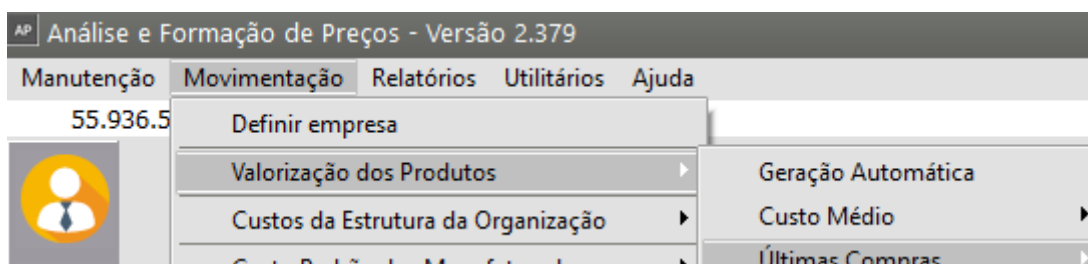 AP Análise e Formação de Preços - Versão 2.379
Manutenção Movimentação Relatórios Utilitários Ajuda
55.936.5
Definir empresa
Valorização dos Produtos
Geração Automática
Custos da Estrutura da Organização
Custo Médio
Últimas Compras